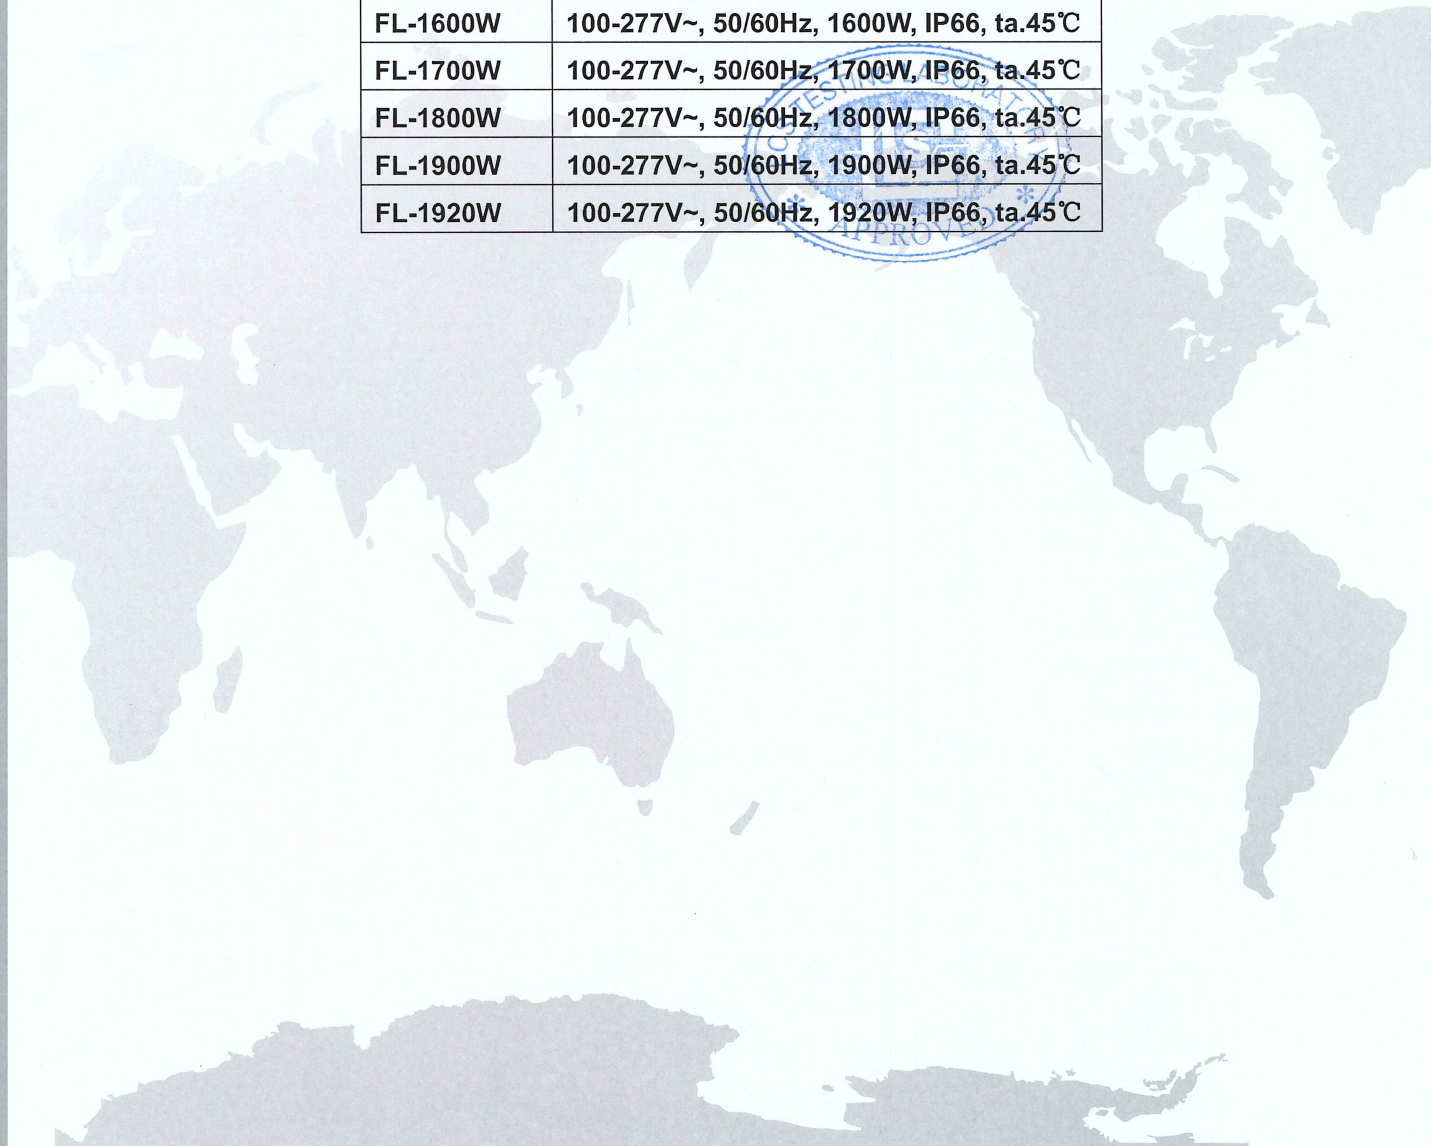 FL-1600W 100-277V~, 50/60Hz, 1600W, IP66, ta.45℃
FL-1700W 100-277V~, 50/60Hz, 1700W, IP66, ta.45℃
FL-1800W 100-277V~, 50/60Hz, 1800W, IP66, ta.45℃
FL-1900W 100-277V~, 50/60Hz, 1900W, IP66, ta.45℃
FL-1920W 100-277V~, 50/60Hz, 1920W, IP66, ta.45℃
TESTING LABORATORY
APPROVED